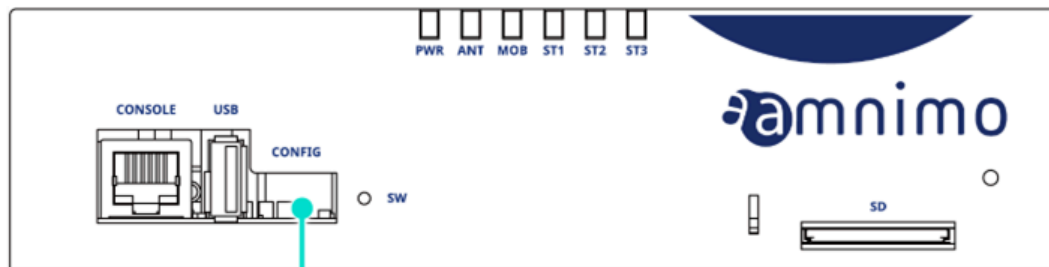 PWR ANT MOB ST1 ST2 ST3
amnimo
CONSOLE USB
CONFIG
SW
SD